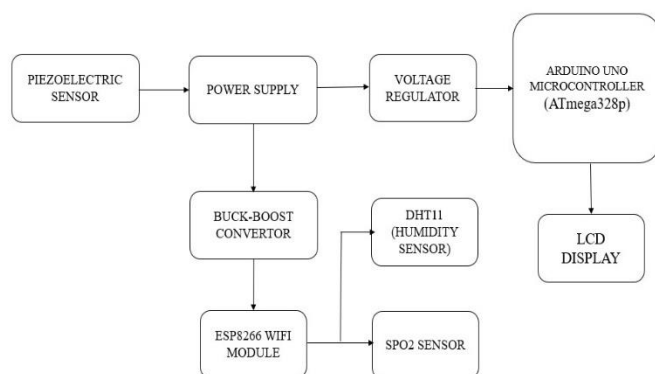 PIEZOELECTRIC
SENSOR
POWER SUPPLY
VOLTAGE
REGULATOR
ARDUINO UNO
MICROCONTROLLER
(ATmega328p)
BUCK-BOOST
CONVERTOR
DHT11
(HUMIDITY
SENSOR)
LCD
DISPLAY
ESP8266 WIFI
MODULE
SPO2 SENSOR